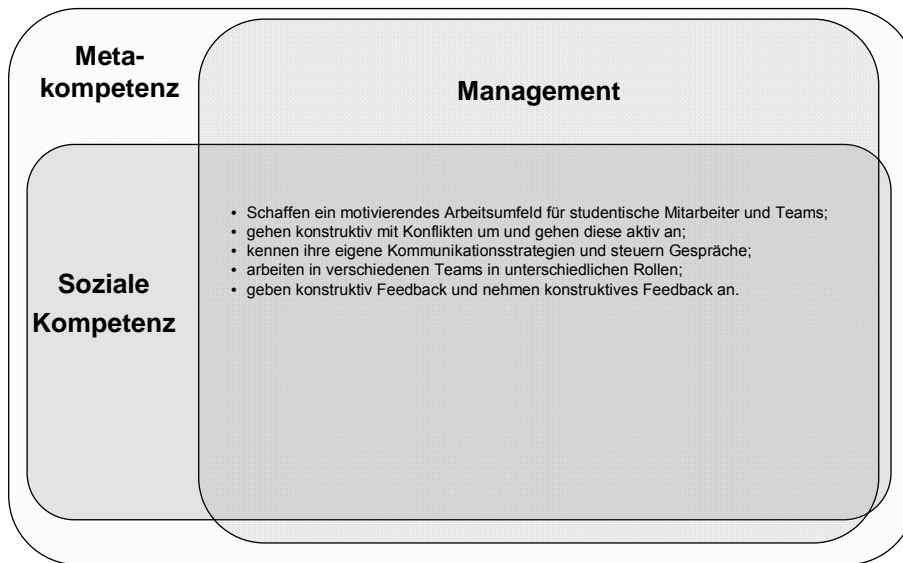 Meta-
kompetenz
Management
• Schaffen ein motivierendes Arbeitsumfeld für studentische Mitarbeiter und Teams;
• gehen konstruktiv mit Konflikten um und gehen diese aktiv an;
• kennen ihre eigene Kommunikationsstrategien und steuern Gespräche;
• arbeiten in verschiedenen Teams in unterschiedlichen Rollen;
• geben konstruktiv Feedback und nehmen konstruktives Feedback an.
Soziale
Kompetenz